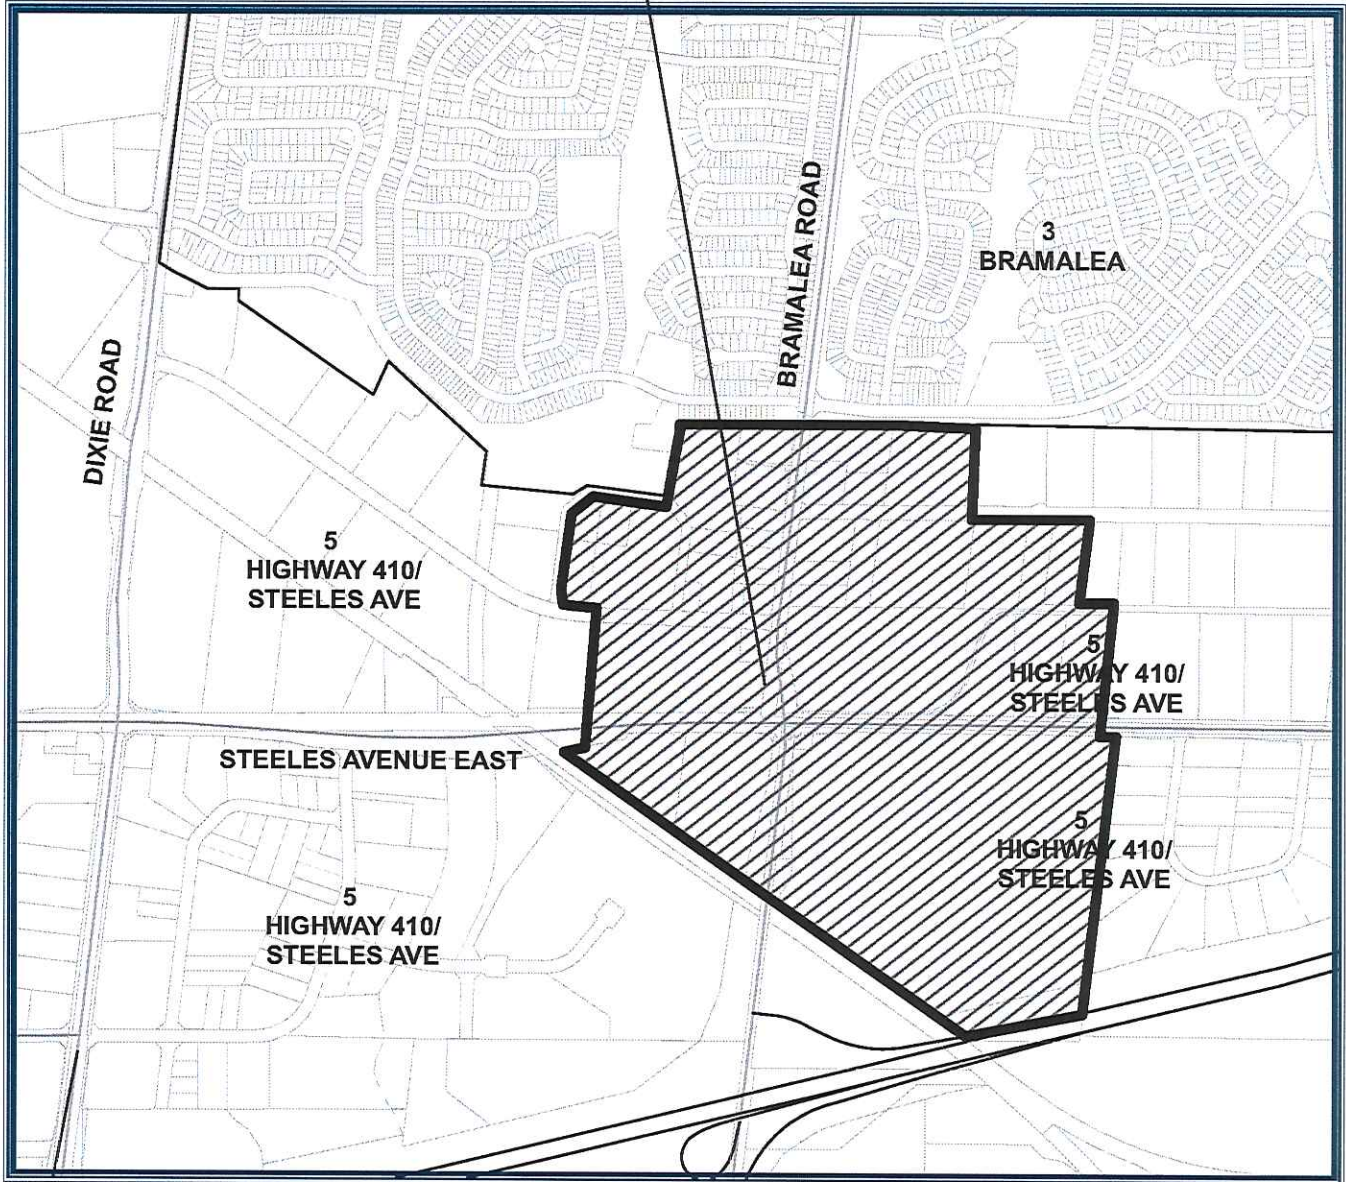 BRAMALEA ROAD
3
BRAMALEA
DIXIE ROAD
5
HIGHWAY 410/
STEELES AVE
5
HIGHWAY 410/
STEELES AVE
STEELES AVENUE EAST
5
HIGHWAY 410/
STEELES AVE
5
HIGHWAY 410/
STEELES AVE